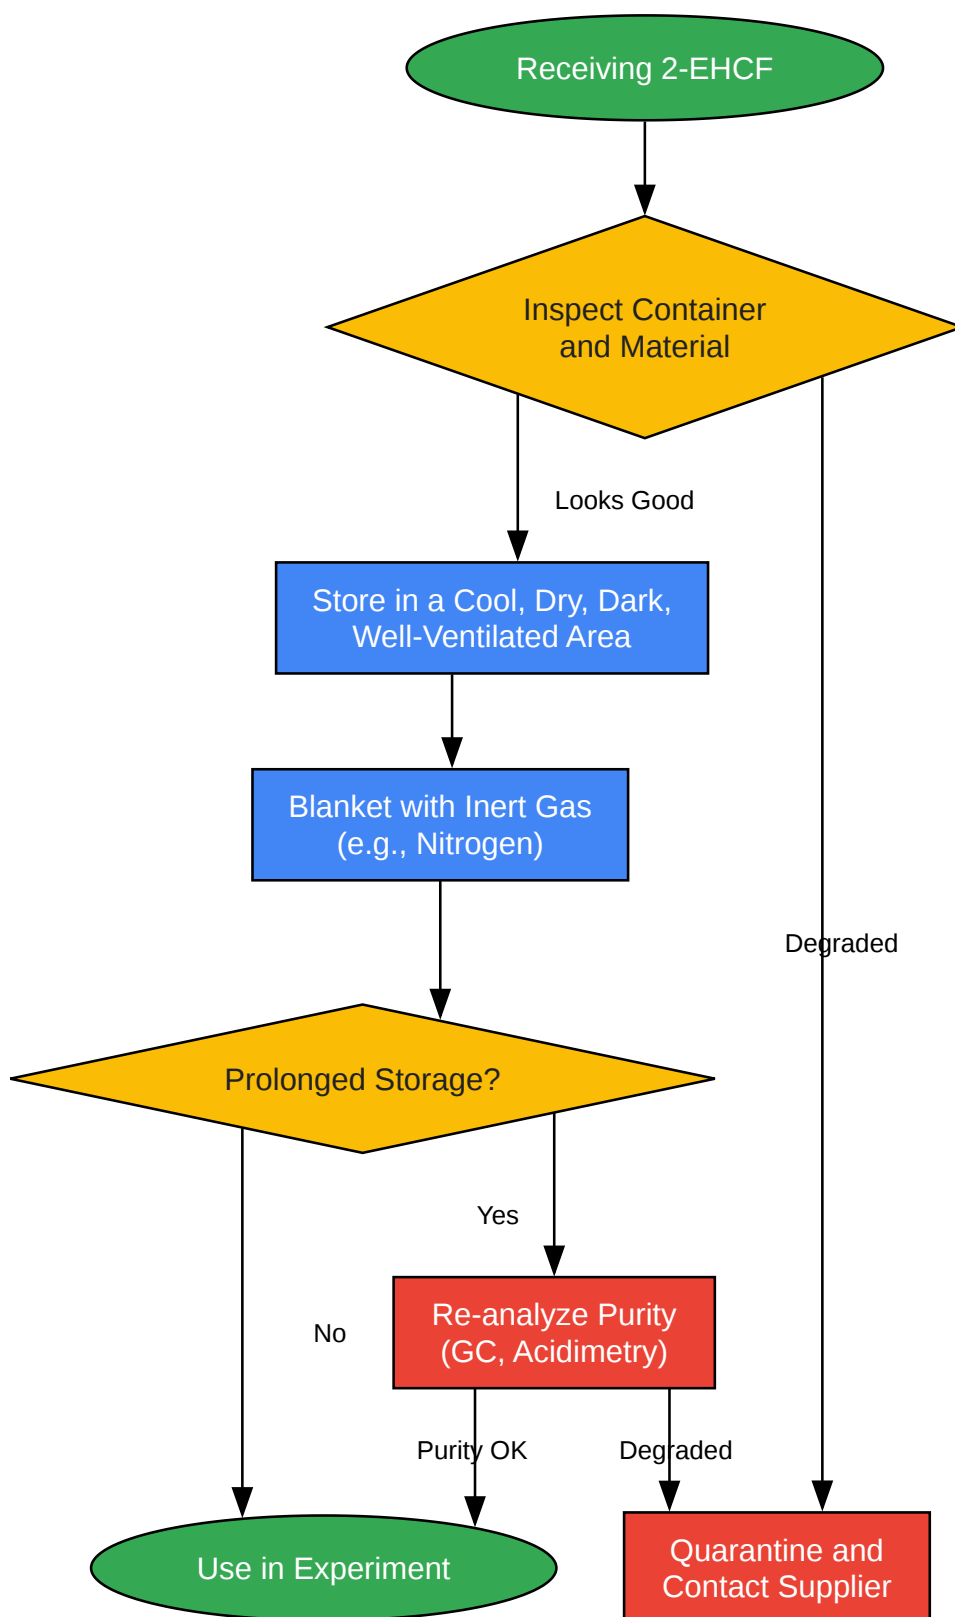 Receiving 2-EHCF
Inspect Container
and Material
Looks Good
Store in a Cool, Dry, Dark,
Well-Ventilated Area
Blanket with Inert Gas
(e.g., Nitrogen)
Degraded
Prolonged Storage?
Yes
Re-analyze Purity
(GC, Acidimetry)
No
Purity OK
Degraded
Use in Experiment
Quarantine and
Contact Supplier